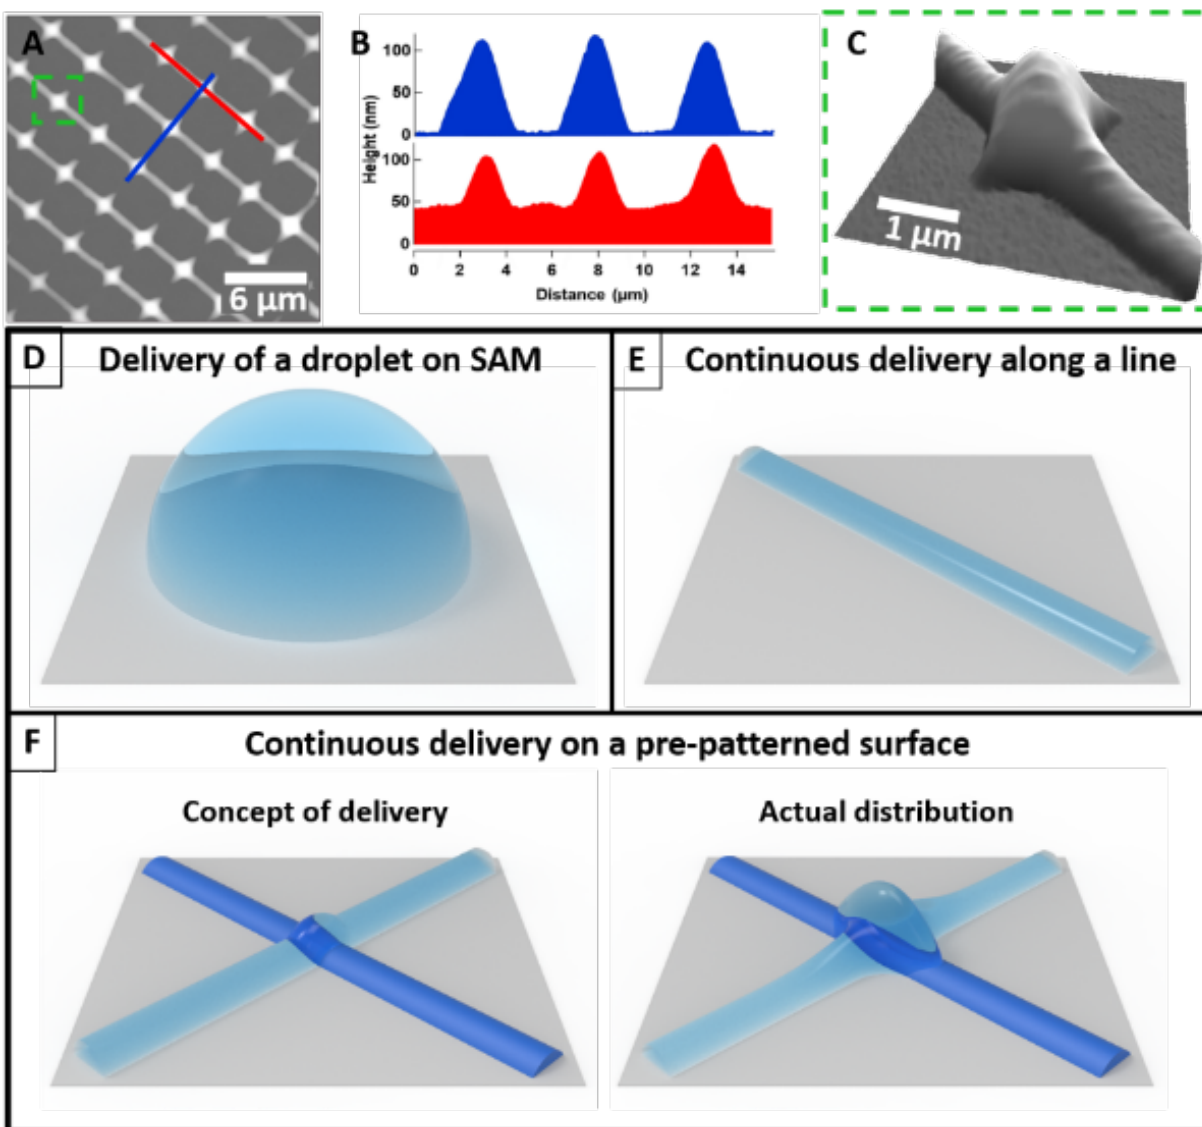 A
6 μm
B
Height (nm)
100
50
0
100
50
0
0 2 4 6 8 10 12 14
Distance (μm)
C
1 μm
D
Delivery of a droplet on SAM
E
Continuous delivery along a line
F
Continuous delivery on a pre-patterned surface
Concept of delivery
Actual distribution